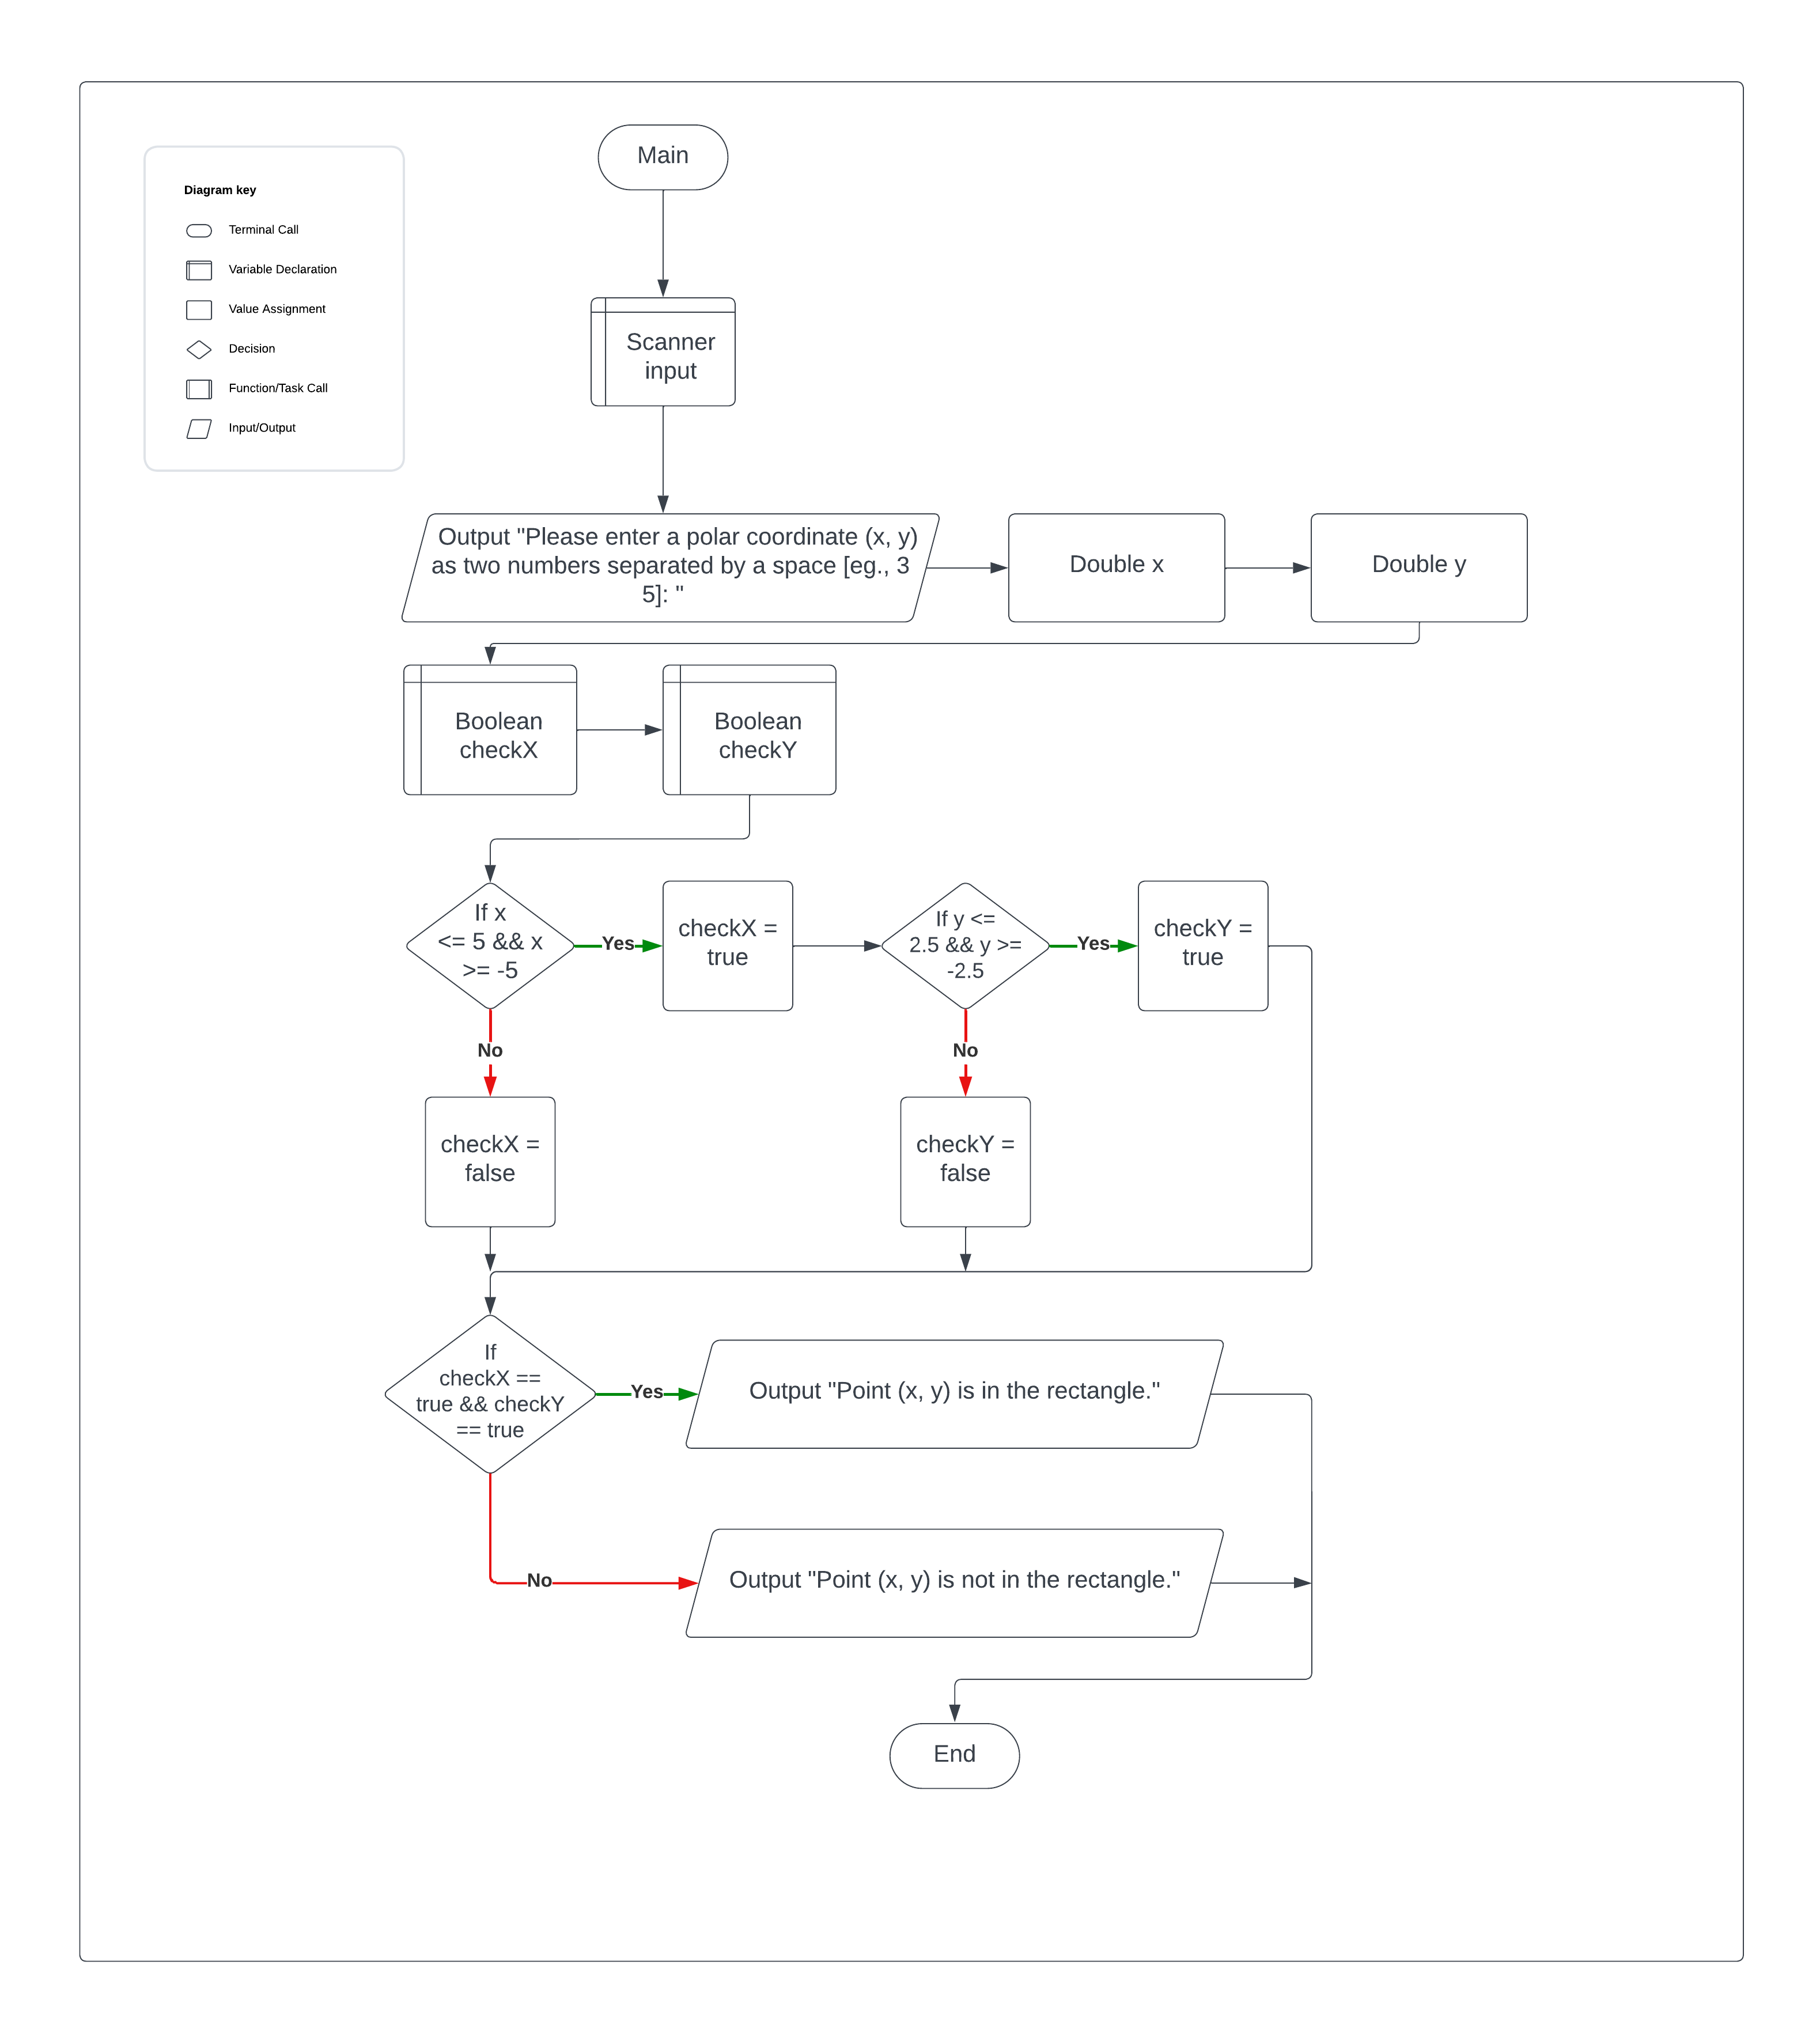 Main
Diagram key
Terminal Call
Variable Declaration
Value Assignment
Decision
Function/Task Call
Input/Output
Scanner
input
Output "Please enter a polar coordinate (x, y)
as two numbers separated by a space [eg., 3
5]: "
Double x
Double y
Boolean
checkX
Boolean
checkY
If x
<= 5 && x
>= -5
Yes
checkX =
true
If y <=
2.5 && y >=
-2.5
Yes
checkY =
true
No
No
checkX =
false
checkY =
false
If
checkX ==
true && checkY
== true
Yes
Output "Point (x, y) is in the rectangle."
No
Output "Point (x, y) is not in the rectangle."
End